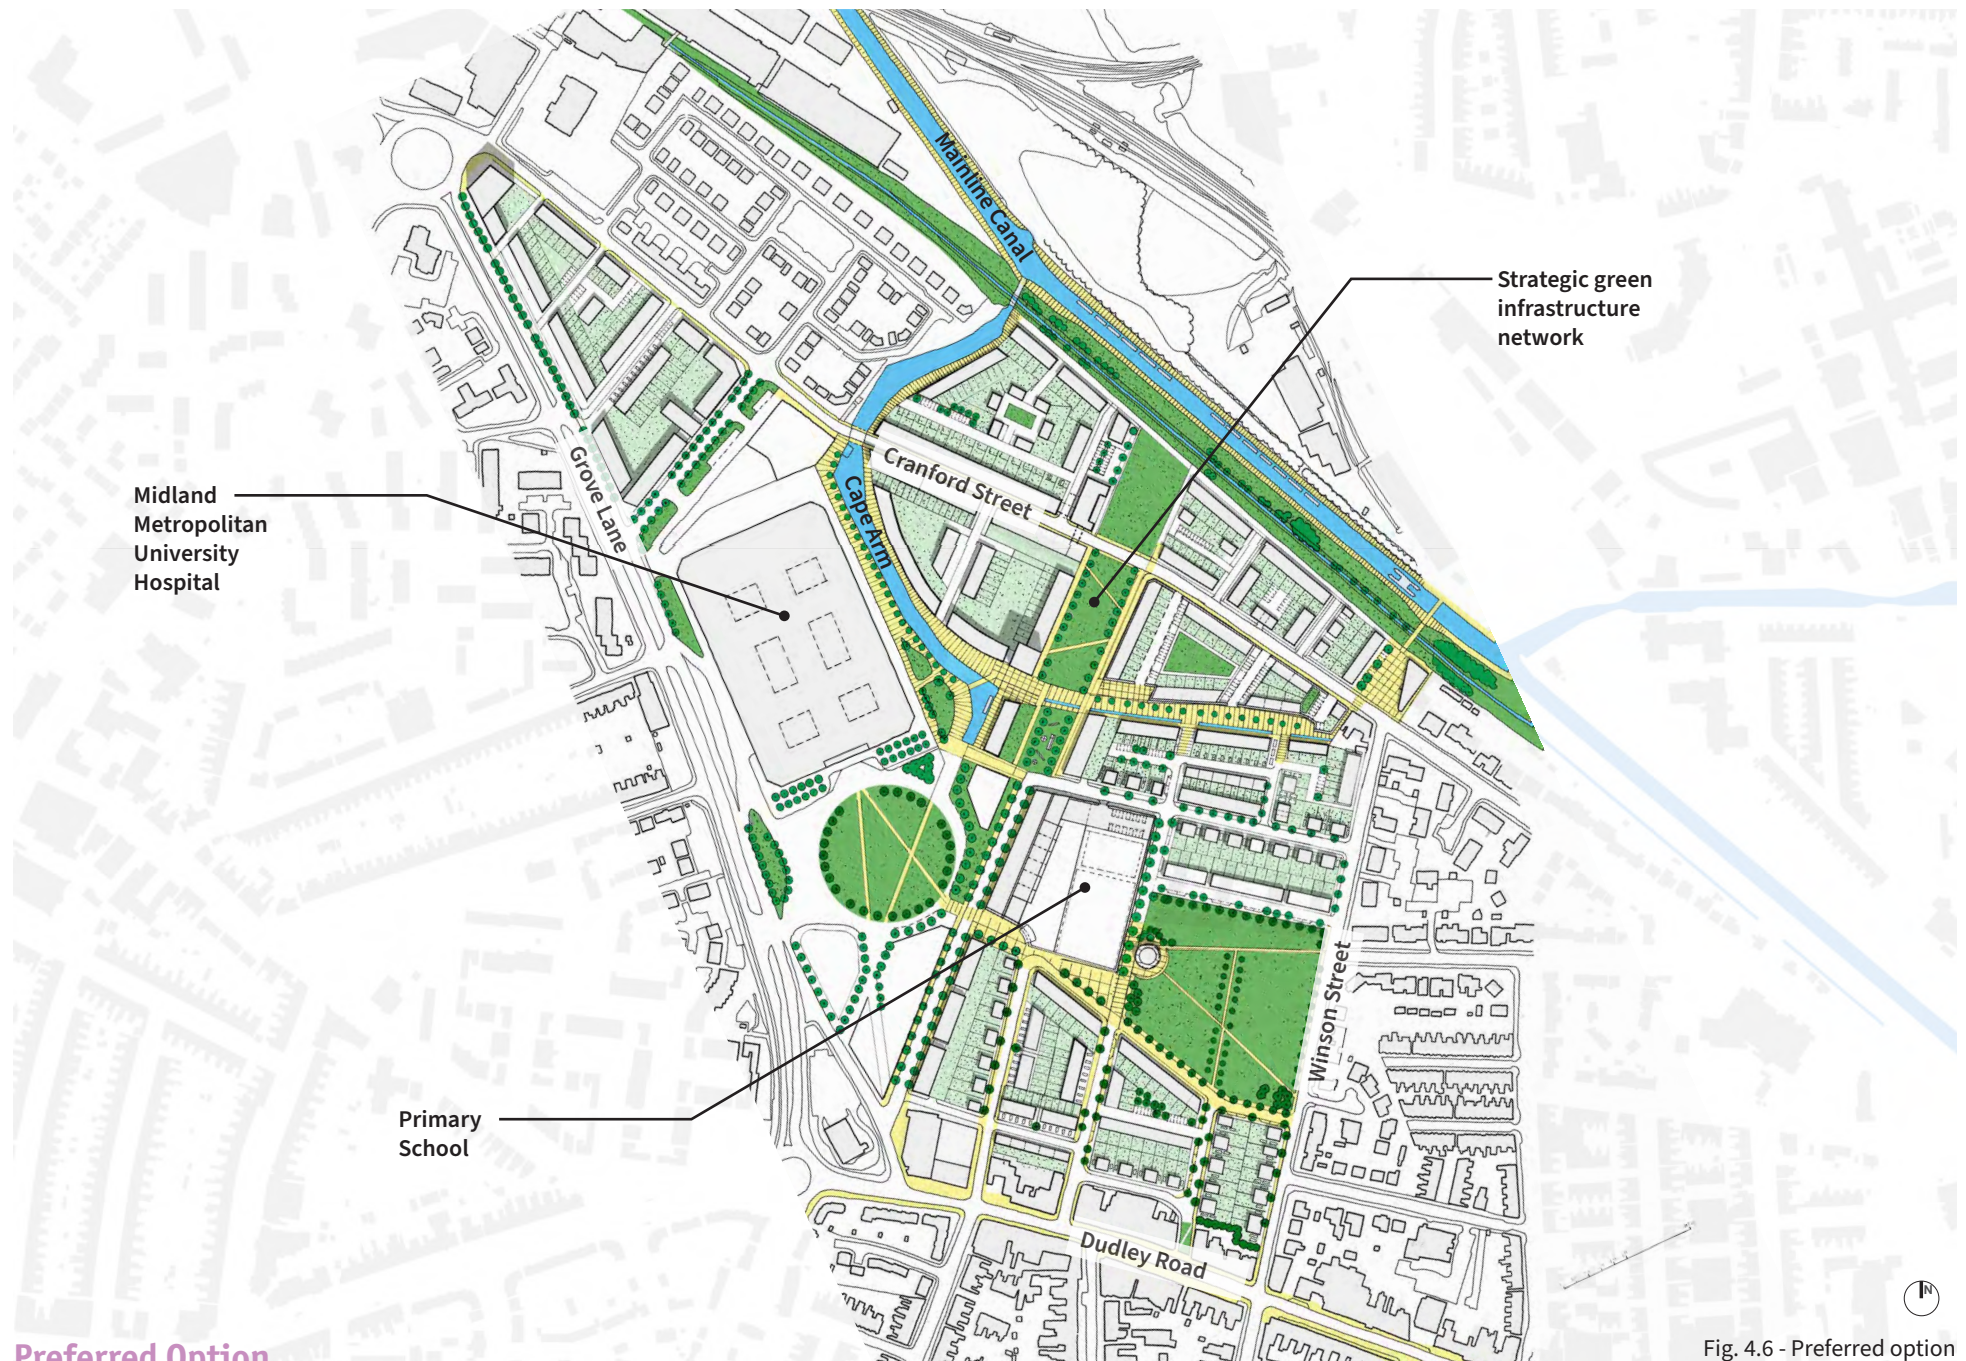 Mainline Canal
Strategic green
infrastructure
network
Grove Lane
Cranford Street
Cape Arm
Midland
Metropolitan
University
Hospital
Winson Street
Primary
School
Dudley Road
N
Preferred Option
Fig. 4.6 - Preferred option